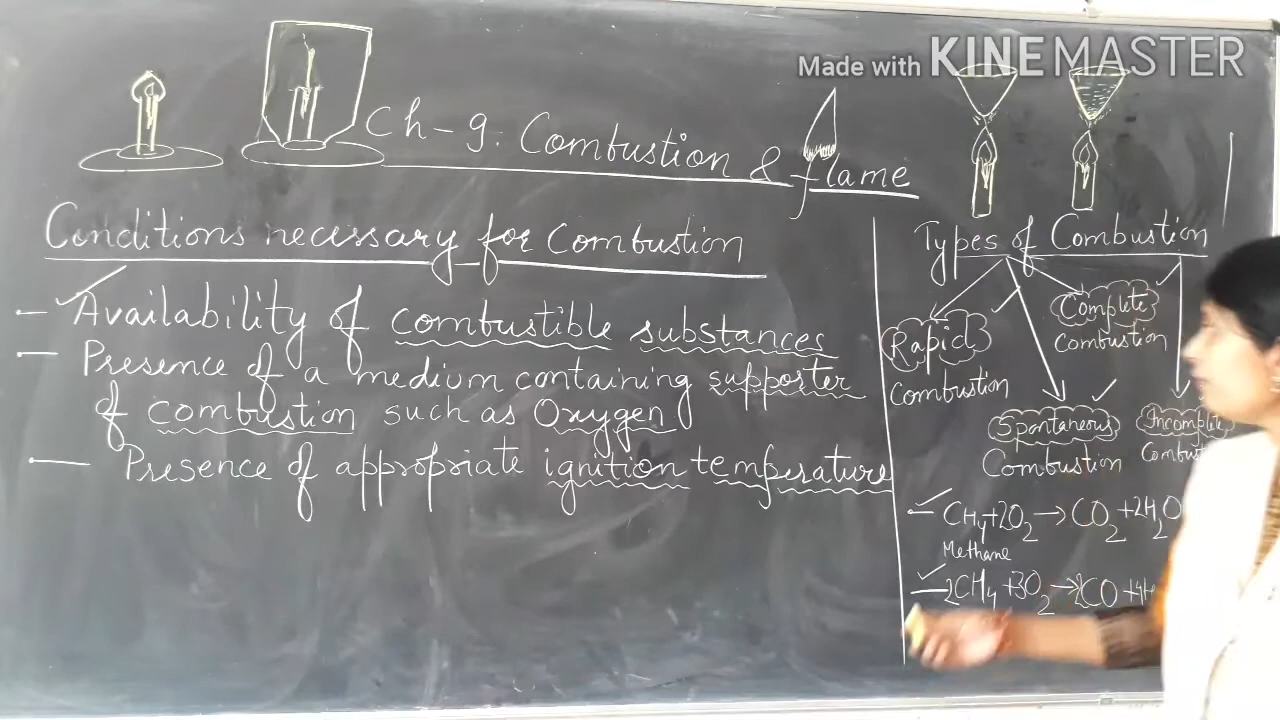 Made with KINEMASTER
Ch-9: Combustion & flame
Conditions necessary for Combustion
- Availability of combustible substances
- Presence of a medium containing supporter
of combustion such as Oxygen
- Presence of appropriate ignition temperature
Types of Combustion
Rapid
Combustion
Complete
Combustion
Spontaneous
Combustion
Incomplete
- CH4+2O2→CO2+2H2O
Methane
- 2CH4+3O2→2CO+4H